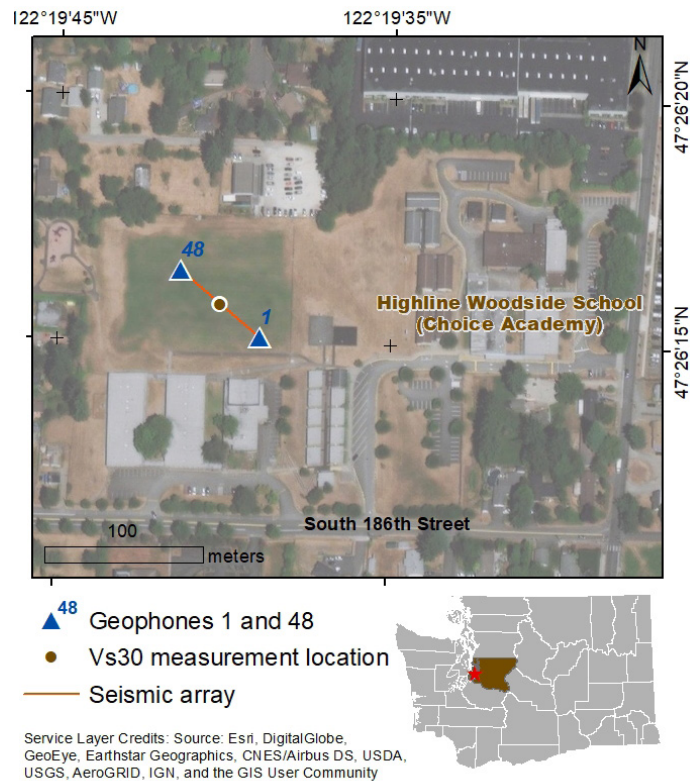 122°19'45"W
122°19'35"W
N
47°26'20"N
48
1
Highline Woodside School
(Choice Academy)
47°26'15"N
South 186th Street
100
meters
48
Geophones 1 and 48
Vs30 measurement location
Seismic array
Service Layer Credits: Source: Esri, DigitalGlobe,
GeoEye, Earthstar Geographics, CNES/Airbus DS, USDA,
USGS, AeroGRID, IGN, and the GIS User Community